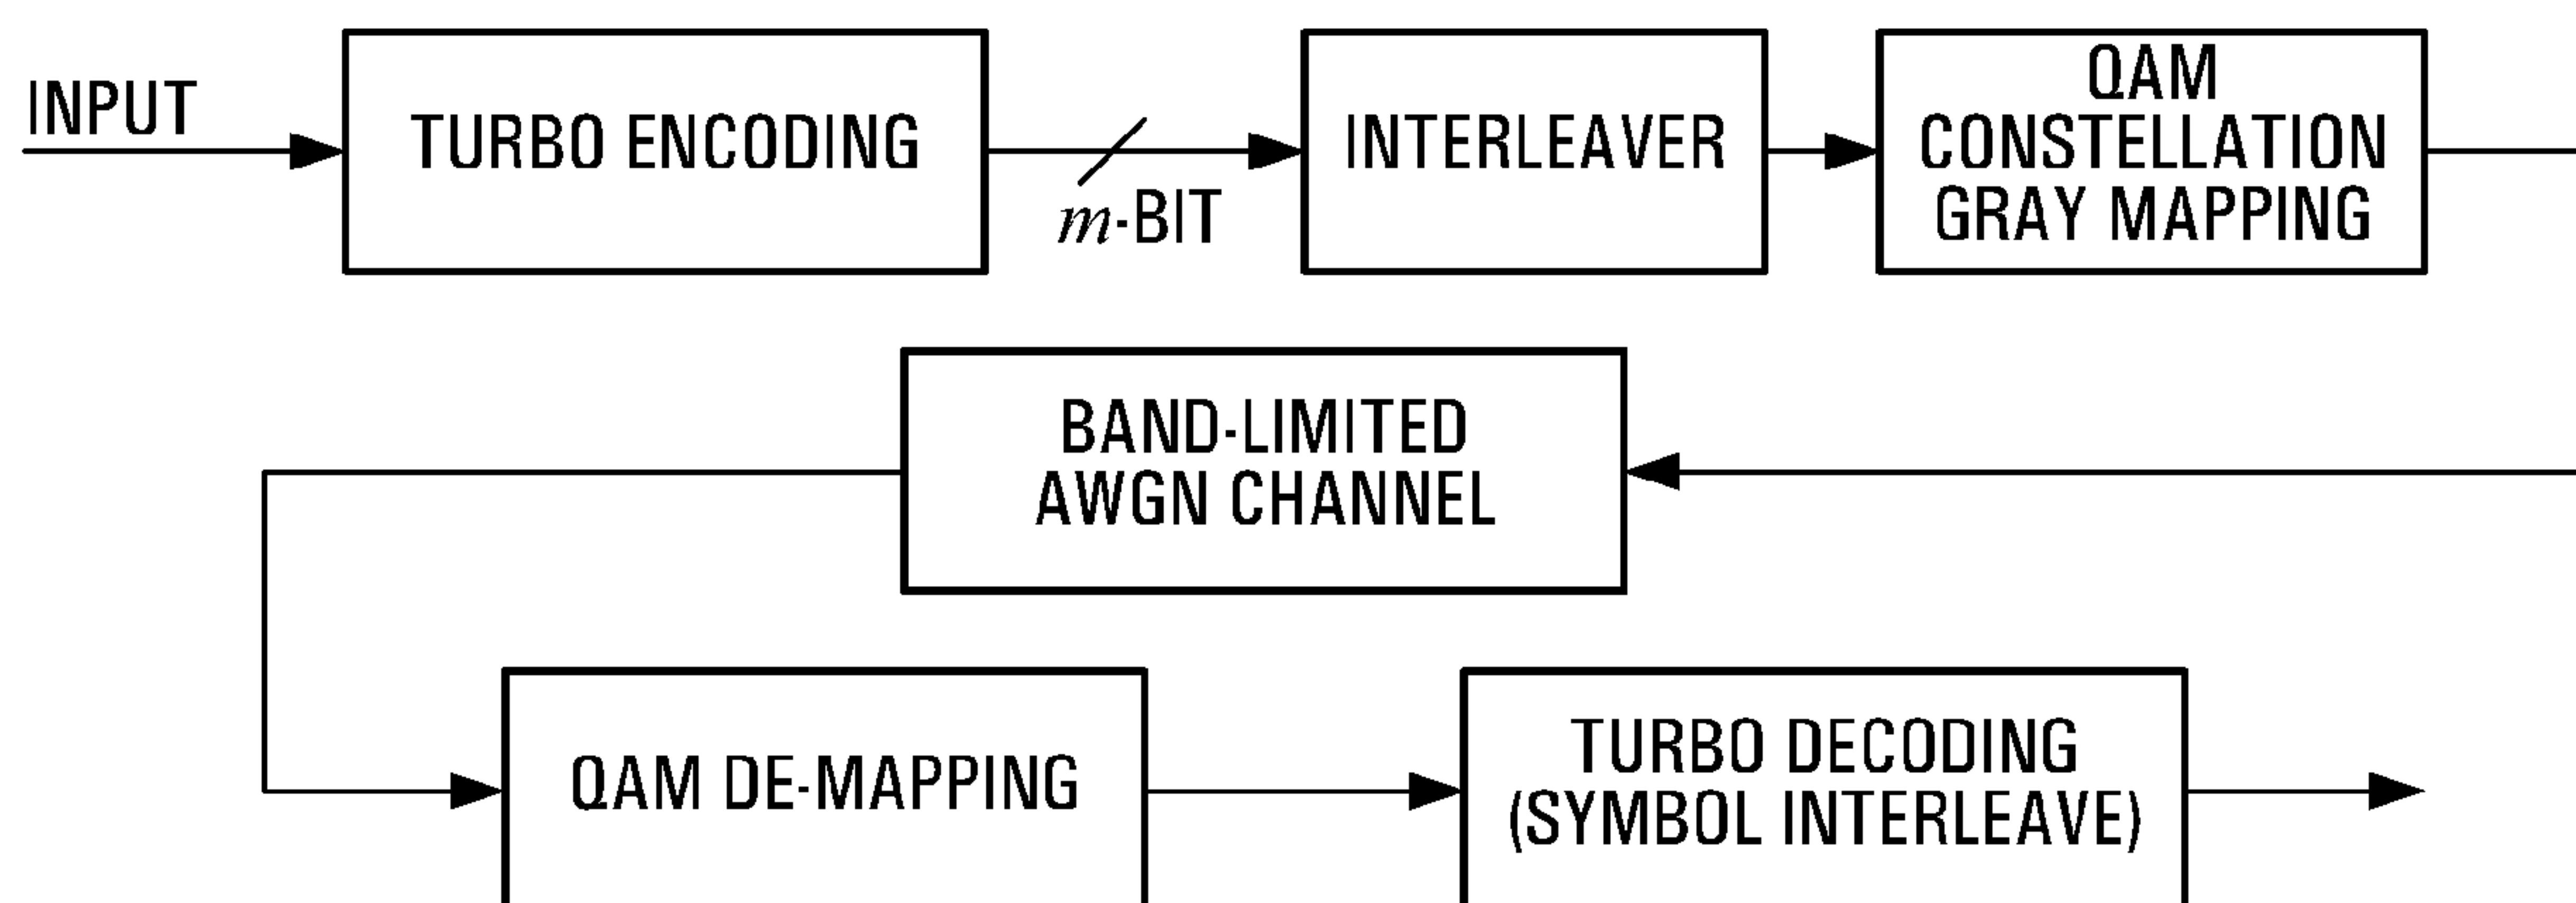 INPUT
TURBO ENCODING
m-BIT
INTERLEAVER
QAM
CONSTELLATION
GRAY MAPPING
BAND-LIMITED
AWGN CHANNEL
QAM DE-MAPPING
TURBO DECODING
(SYMBOL INTERLEAVE)